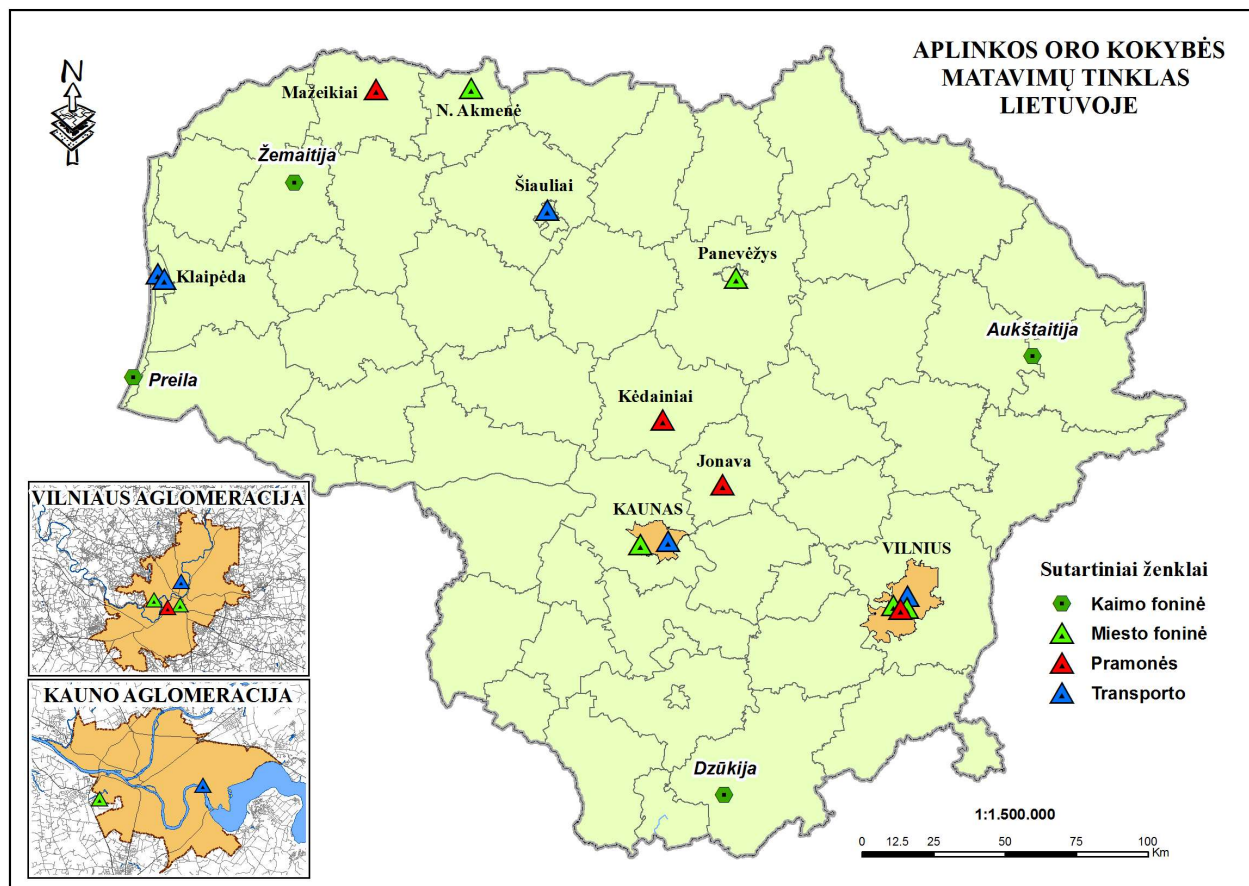 APLINKOS ORO KOKYBĖS
MATAVIMŲ TINKLAS
LIETUVOJE
N
Mažeikiai
N. Akmenė
Žemaitija
Šiauliai
Klaipėda
Panevėžys
Aukštaitija
Preila
Kėdainiai
Jonava
KAUNAS
VILNIUS
Dzūkija
VILNIAUS AGLOMERACIJA
KAUNO AGLOMERACIJA
Sutartiniai ženklai
Kaimo foninė
Miesto foninė
Pramonės
Transporto
1:1.500.000
0 12.5 25 50 75 100
Km